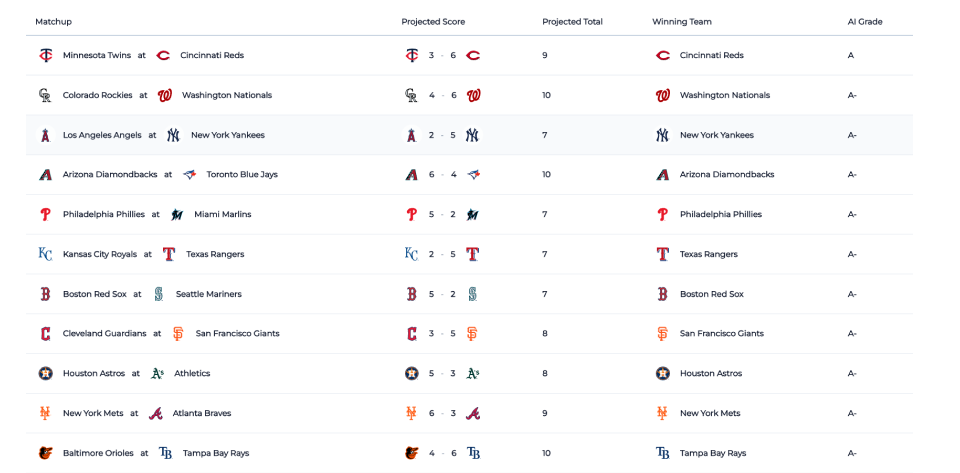 Matchup Projected Score Projected Total Winning Team AI Grade
Minnesota Twins at Cincinnati Reds 3 - 6 9 Cincinnati Reds A
Colorado Rockies at Washington Nationals 4 - 6 10 Washington Nationals A-
Los Angeles Angels at New York Yankees 2 - 5 7 New York Yankees A-
Arizona Diamondbacks at Toronto Blue Jays 6 - 4 10 Arizona Diamondbacks A-
Philadelphia Phillies at Miami Marlins 5 - 2 7 Philadelphia Phillies A-
Kansas City Royals at Texas Rangers 2 - 5 7 Texas Rangers A-
Boston Red Sox at Seattle Mariners 5 - 2 7 Boston Red Sox A-
Cleveland Guardians at San Francisco Giants 3 - 5 8 San Francisco Giants A-
Houston Astros at Athletics 5 - 3 8 Houston Astros A-
New York Mets at Atlanta Braves 6 - 3 9 New York Mets A-
Baltimore Orioles at Tampa Bay Rays 4 - 6 10 Tampa Bay Rays A-